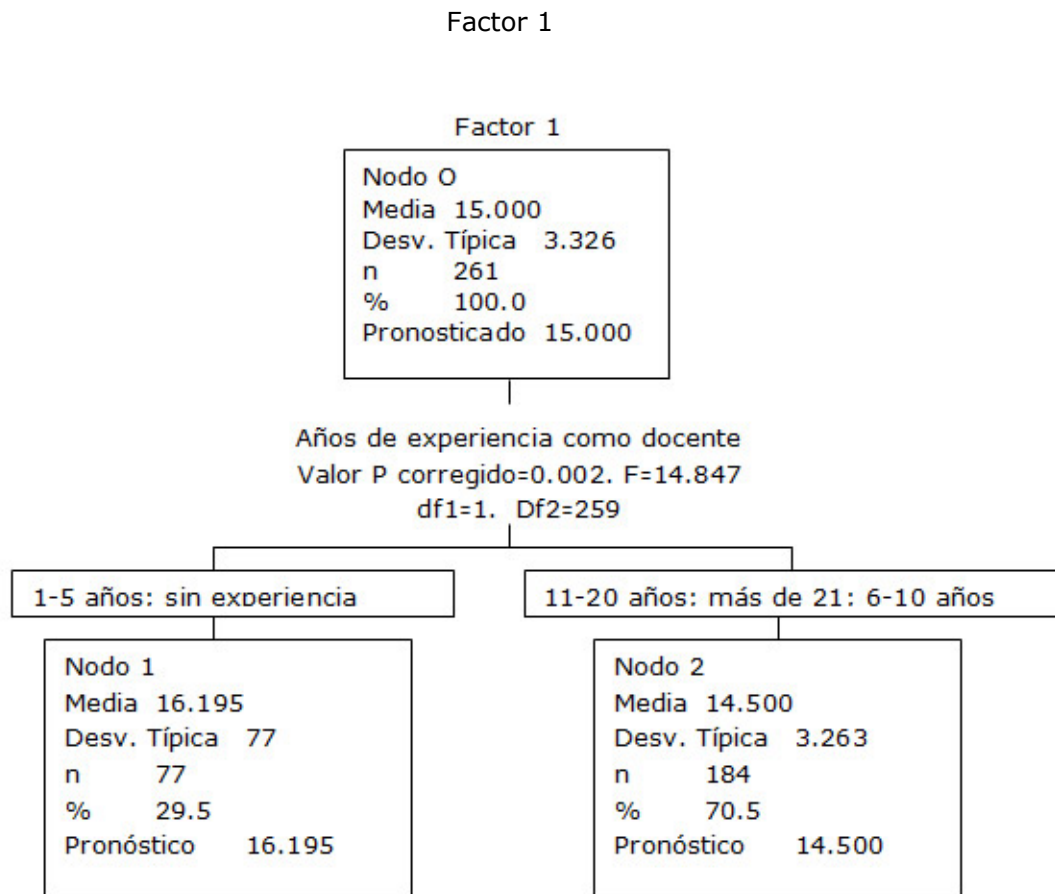 Factor 1
Factor 1
Nodo O
Media 15.000
Desv. Típica 3.326
n 261
% 100.0
Pronosticado 15.000
Años de experiencia como docente
Valor P corregido=0.002. F=14.847
df1=1. Df2=259
1-5 años: sin experiencia
11-20 años: más de 21: 6-10 años
Nodo 1
Media 16.195
Desv. Típica 77
n 77
% 29.5
Pronóstico 16.195
Nodo 2
Media 14.500
Desv. Típica 3.263
n 184
% 70.5
Pronóstico 14.500